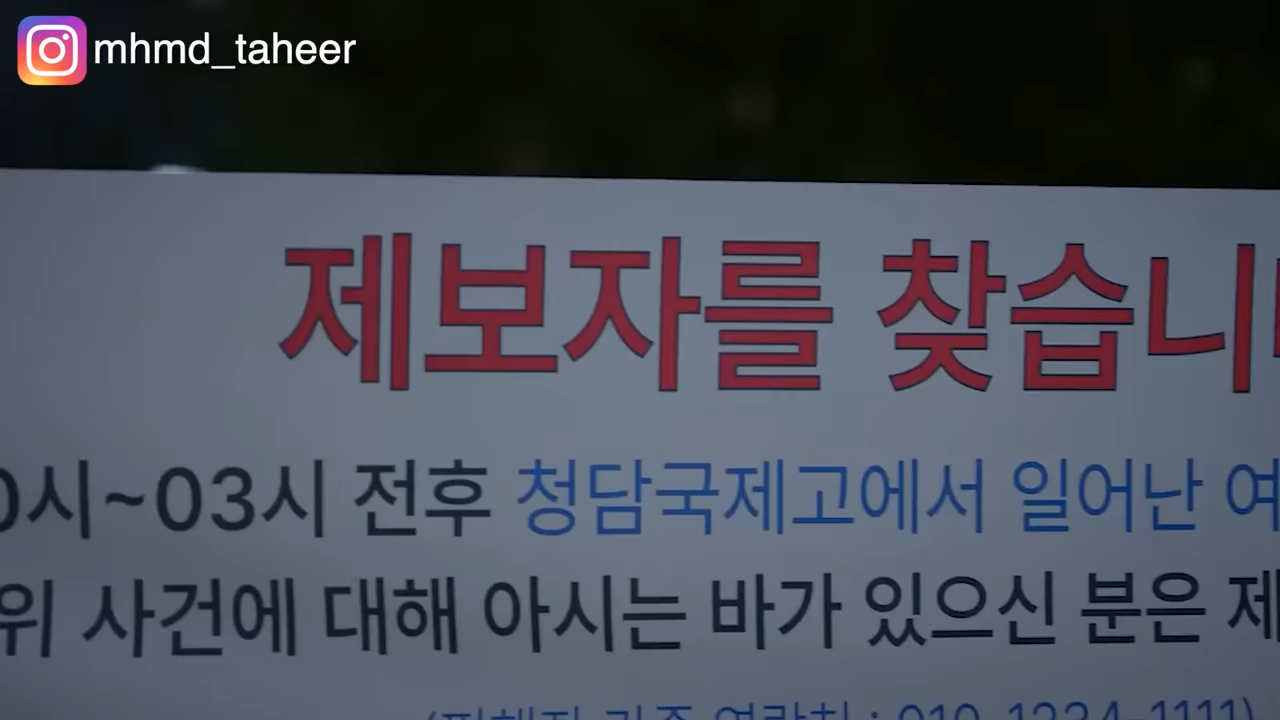 mhmd_taheer
제보자를 찾습니
0시~03시 전후 청담국제고에서 일어난 여
위 사건에 대해 아시는 바가 있으신 분은 제
(피해자 가족 연락처 : 010-1234-1111)